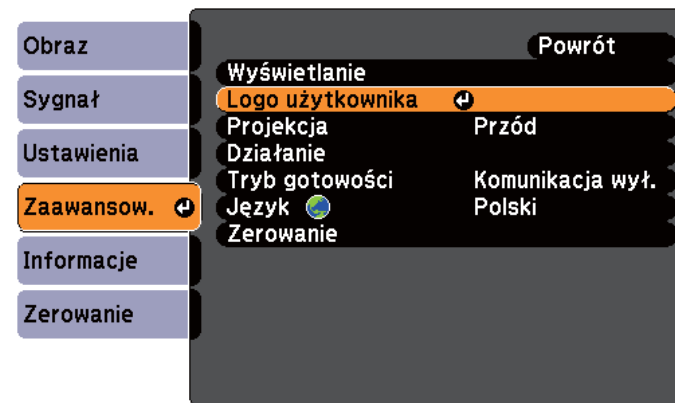 Obraz
Sygnał
Ustawienia
Zaawansow.
Informacje
Zerowanie
Powrót
Wyświetlanie
Logo użytkownika
Projekcja Przód
Działanie
Tryb gotowości Komunikacja wył.
Język Polski
Zerowanie